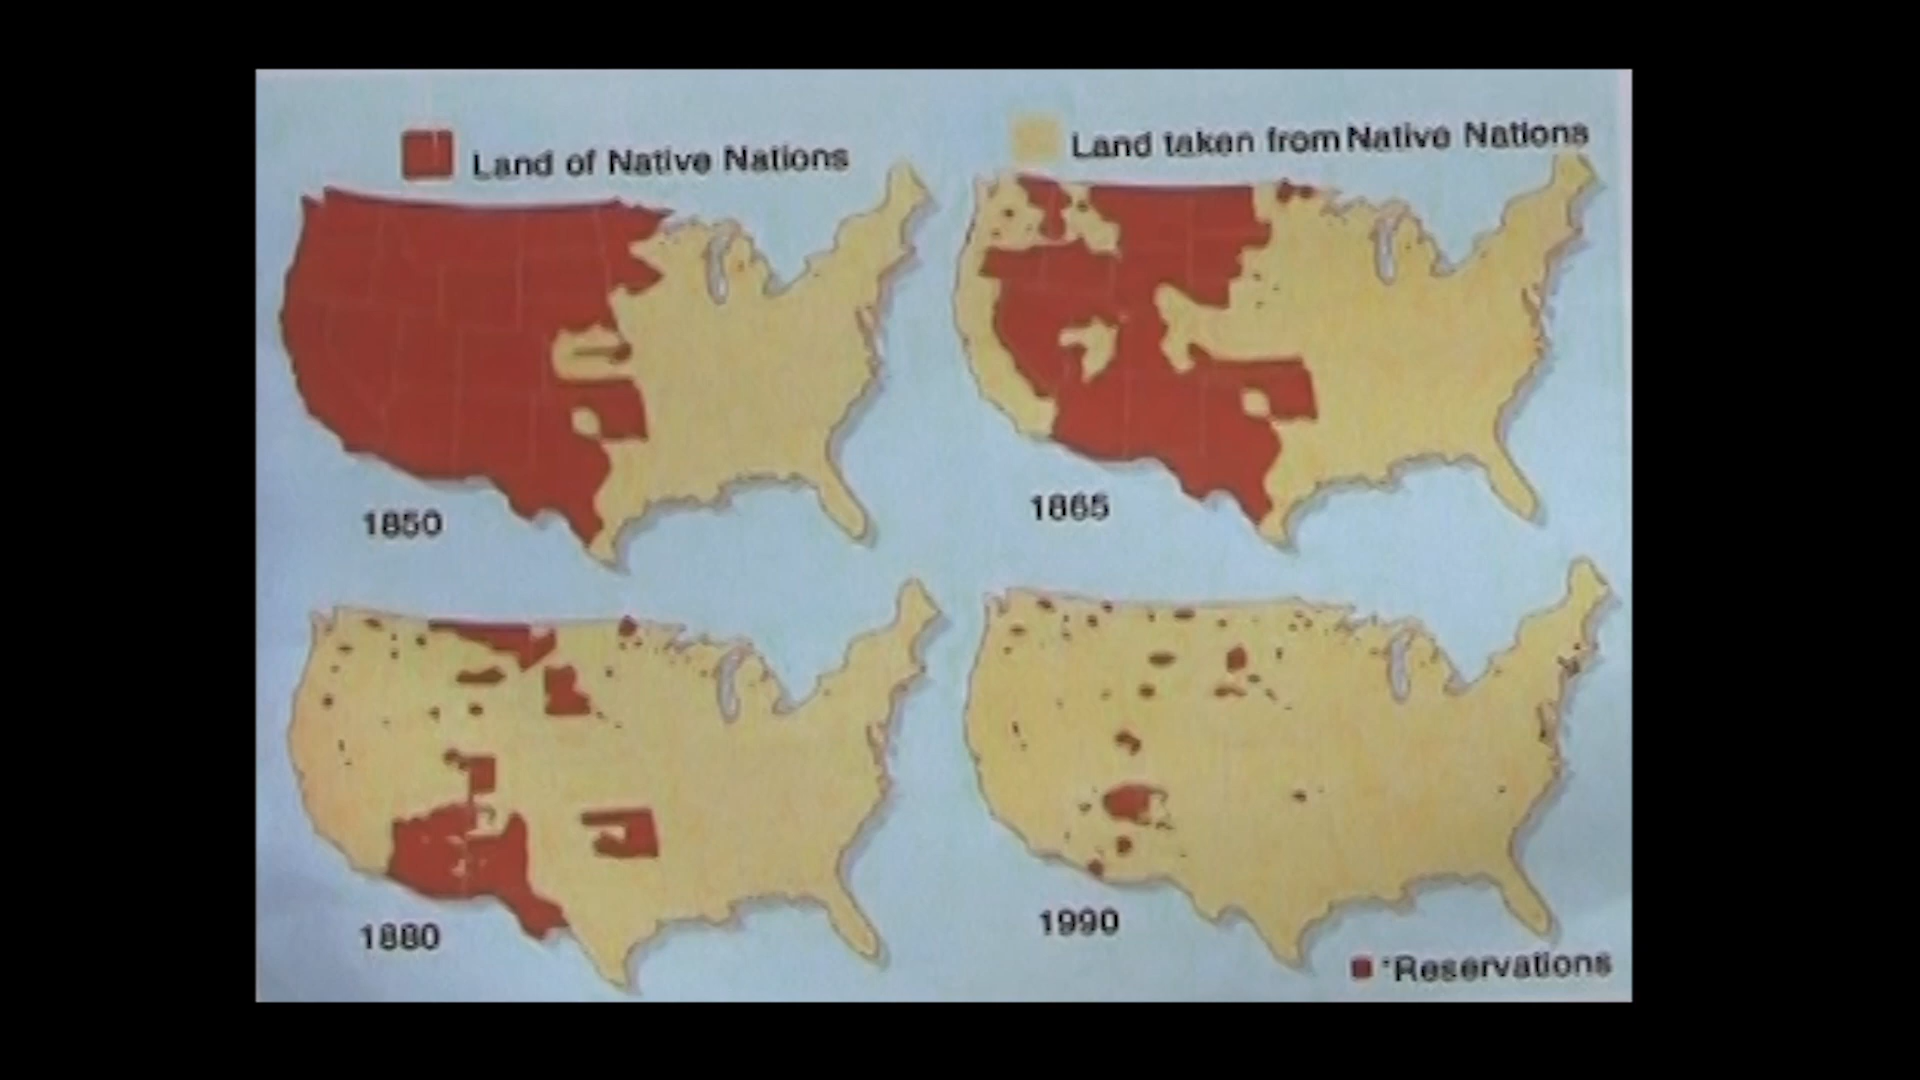 Land of Native Nations
Land taken from Native Nations
1850
1865
1880
1990
*Reservations